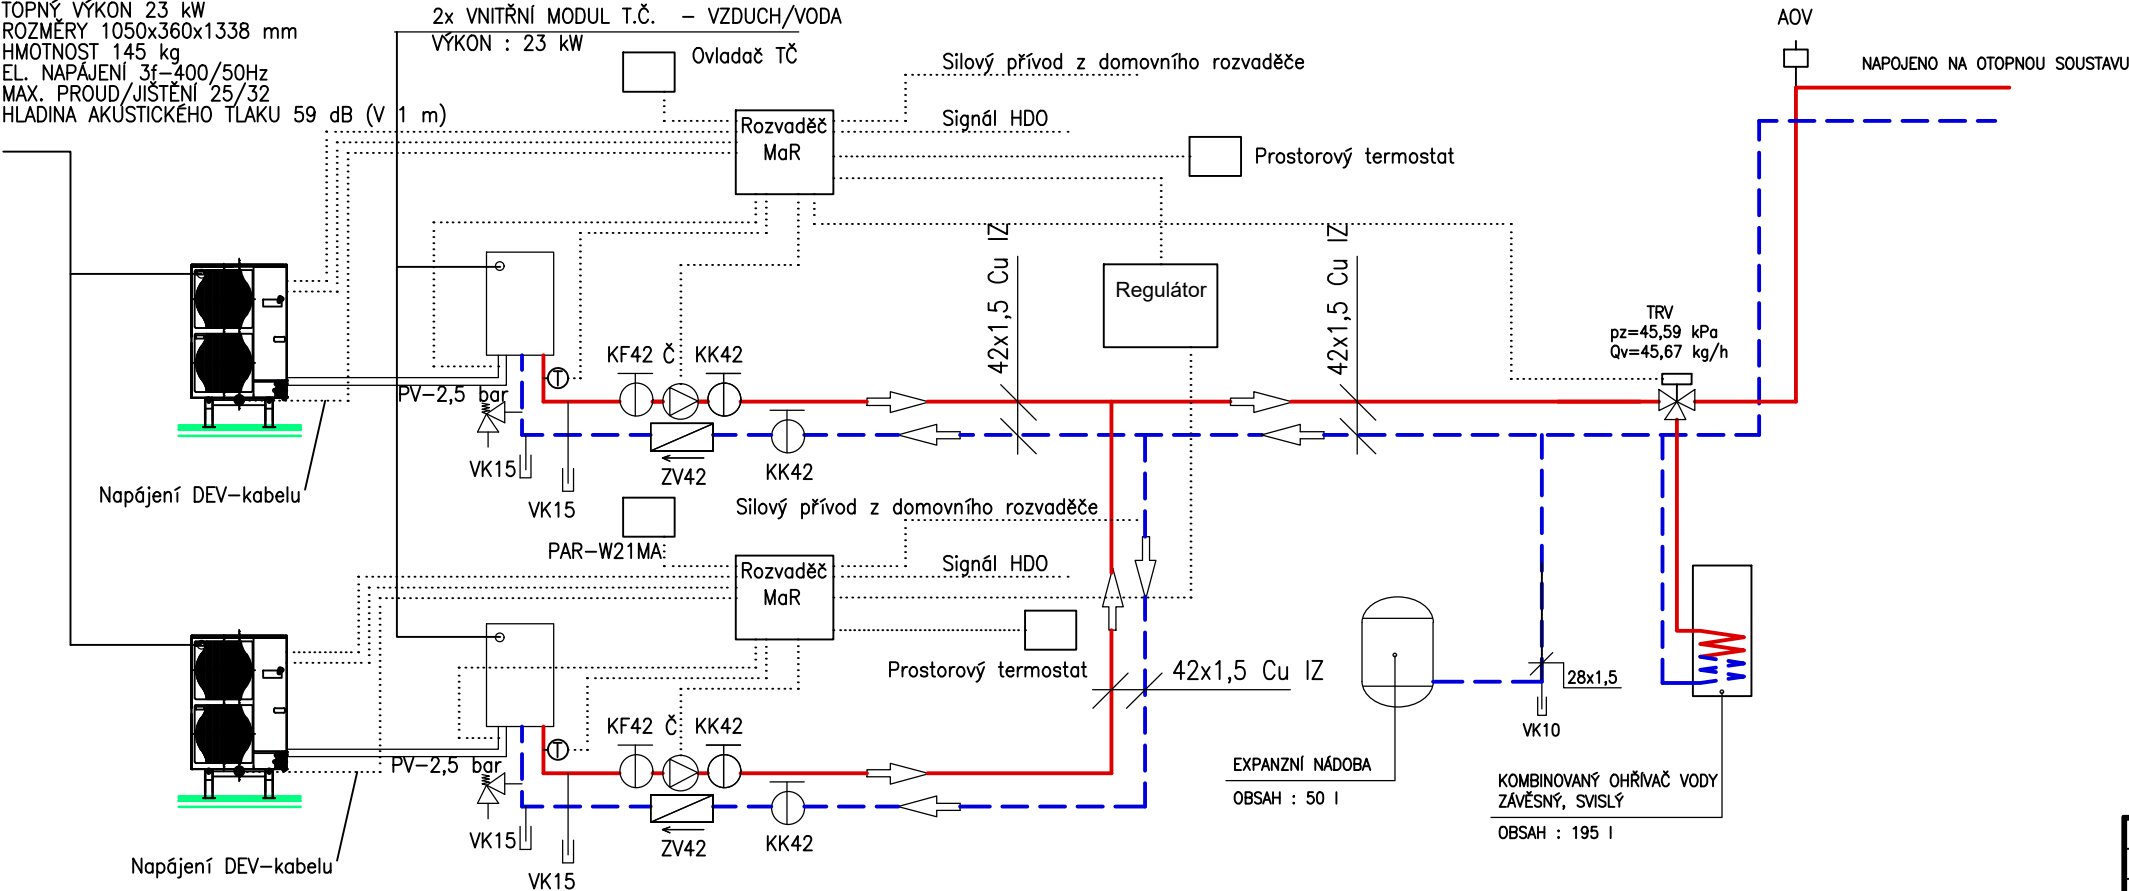 TOPNÝ VÝKON 23 kW
ROZMĚRY 1050x360x1338 mm
HMOTNOST 145 kg
EL. NAPÁJENÍ 3f-400/50Hz
MAX. PROUD/JIŠTĚNÍ 25/32
HLADINA AKUSTICKÉHO TLAKU 59 dB (V 1 m)
2x VNITŘNÍ MODUL T.Č. - VZDUCH/VODA
VÝKON : 23 kW
Ovladač TČ
Silový přívod z domovního rozvaděče
Signál HDO
Rozvaděč
MaR
Prostorový termostat
AOV
NAPOJENO NA OTOPNOU SOUSTAVU
42x1,5 Cu IZ
Regulátor
42x1,5 Cu IZ
TRV
pz=45,59 kPa
Qv=45,67 kg/h
KF42
Č
KK42
T
PV-2,5 bar
VK15
VK15
ZV42
KK42
Napájení DEV-kabelu
PAR-W21MA
Silový přívod z domovního rozvaděče
Signál HDO
Rozvaděč
MaR
Prostorový termostat
42x1,5 Cu IZ
28x1,5
VK10
KF42
Č
KK42
T
PV-2,5 bar
VK15
VK15
ZV42
KK42
Napájení DEV-kabelu
EXPANZNÍ NÁDOBA
OBSAH : 50 l
KOMBINOVANÝ OHŘÍVAČ VODY
ZÁVĚSNÝ, SVISLÝ
OBSAH : 195 l